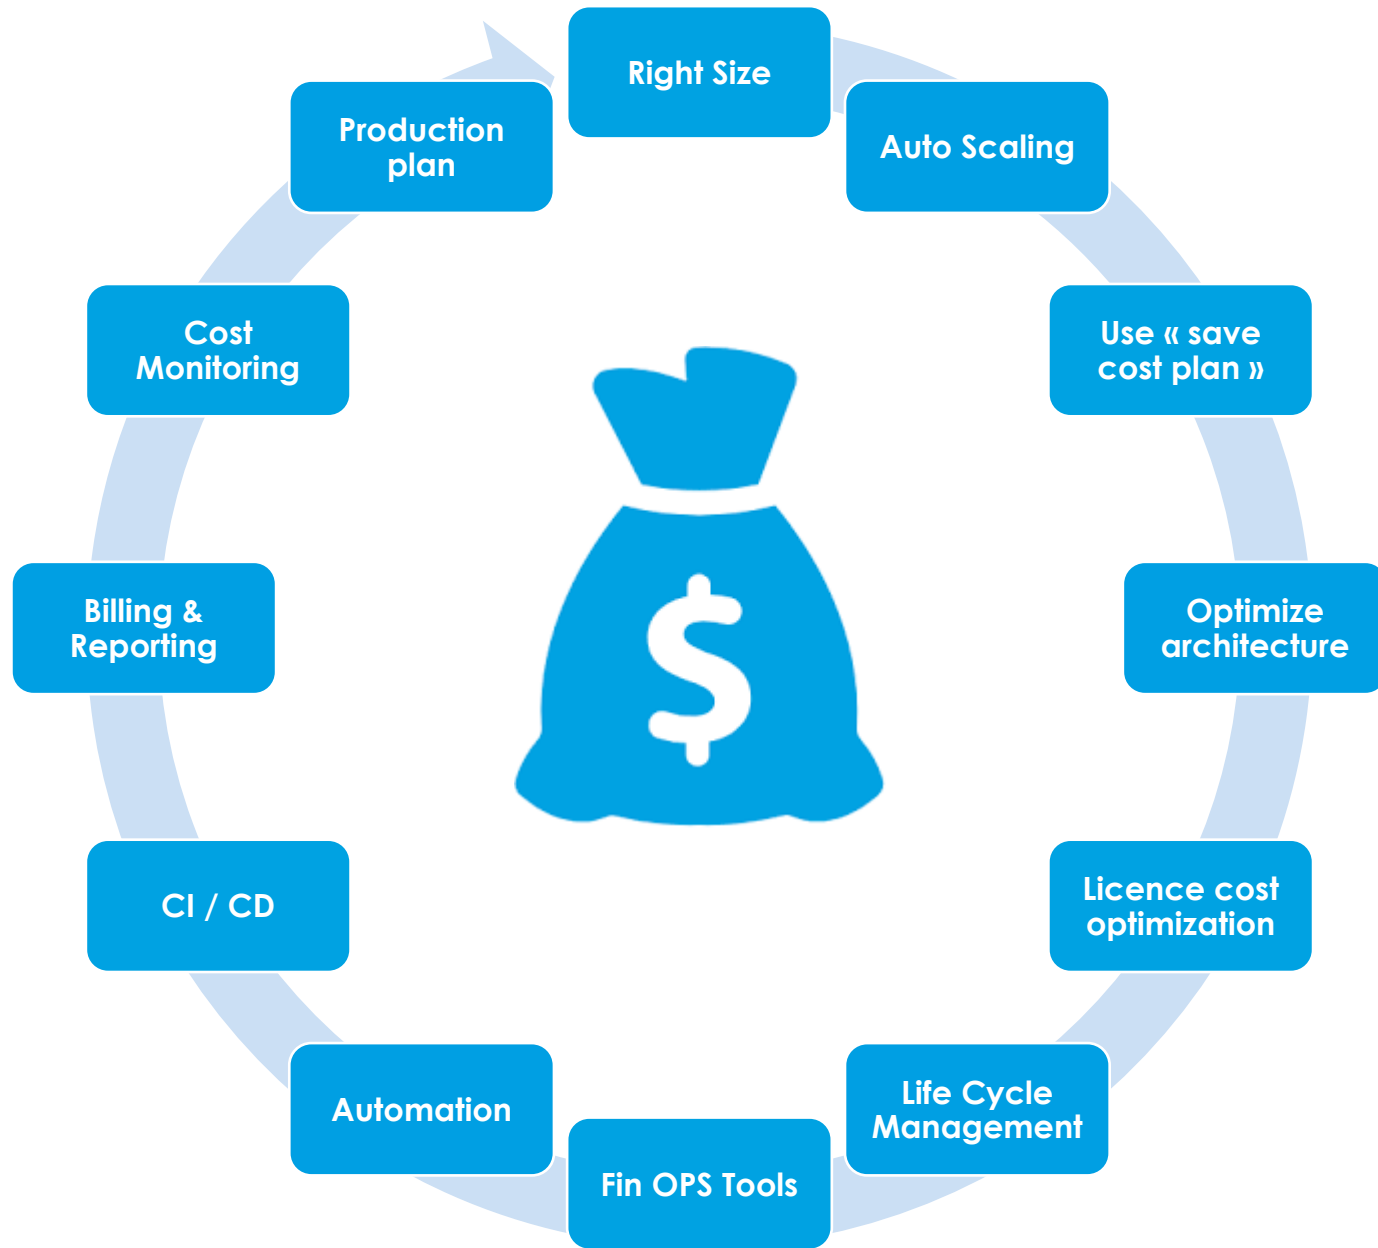 Right Size
Auto Scaling
Use « save
cost plan »
Optimize
architecture
Licence cost
optimization
Life Cycle
Management
Fin OPS Tools
Automation
CI / CD
Billing &
Reporting
Cost
Monitoring
Production
plan
$